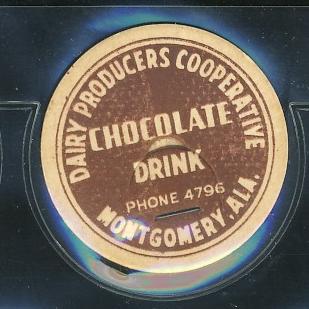 DAIRY PRODUCERS COOPERATIVE
CHOCOLATE
DRINK
PHONE 4796
MONTGOMERY, ALA.